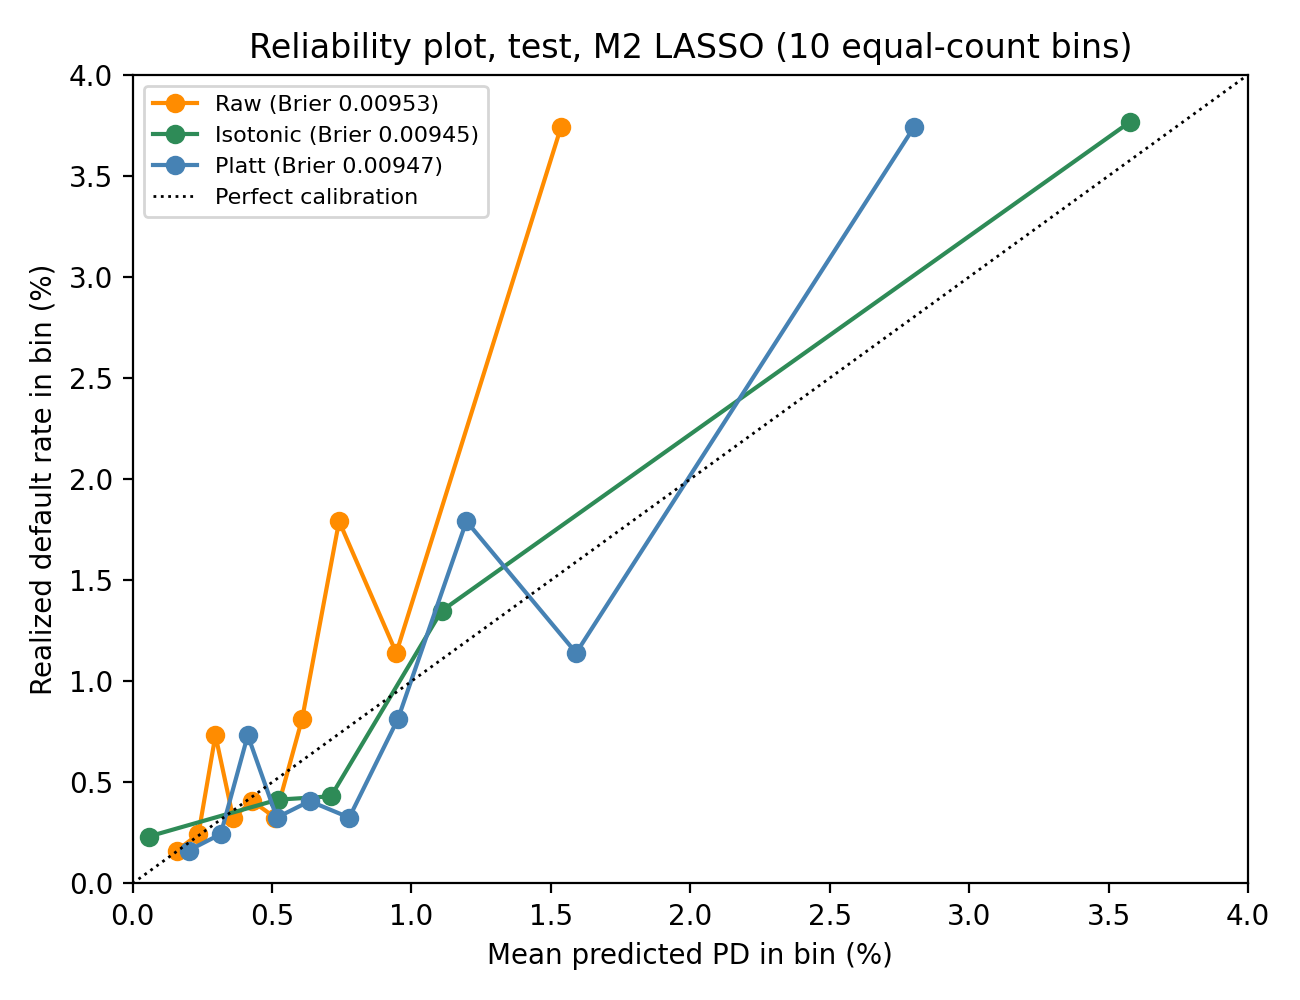 Reliability plot, test, M2 LASSO (10 equal-count bins)
Raw (Brier 0.00953)
Isotonic (Brier 0.00945)
Platt (Brier 0.00947)
Perfect calibration
Realized default rate in bin (%)
4.0
3.5
3.0
2.5
2.0
1.5
1.0
0.5
0.0
0.0 0.5 1.0 1.5 2.0 2.5 3.0 3.5 4.0
Mean predicted PD in bin (%)